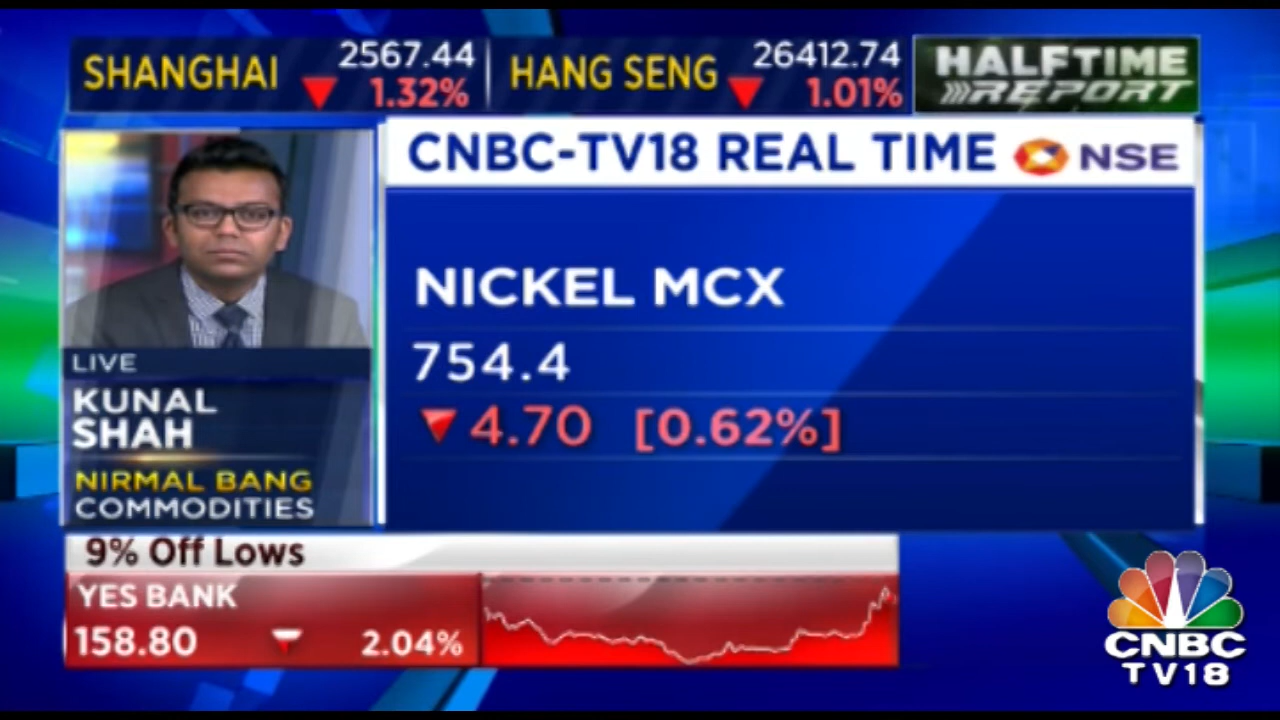 SHANGHAI 2567.44 ▼ 1.32%
HANG SENG 26412.74 ▼ 1.01%
HALFTIME
REPORT
CNBC-TV18 REAL TIME NSE
NICKEL MCX
754.4
▼ 4.70 [0.62%]
LIVE
KUNAL
SHAH
NIRMAL BANG
COMMODITIES
9% Off Lows
YES BANK
158.80 ▼ 2.04%
CNBC
TV18